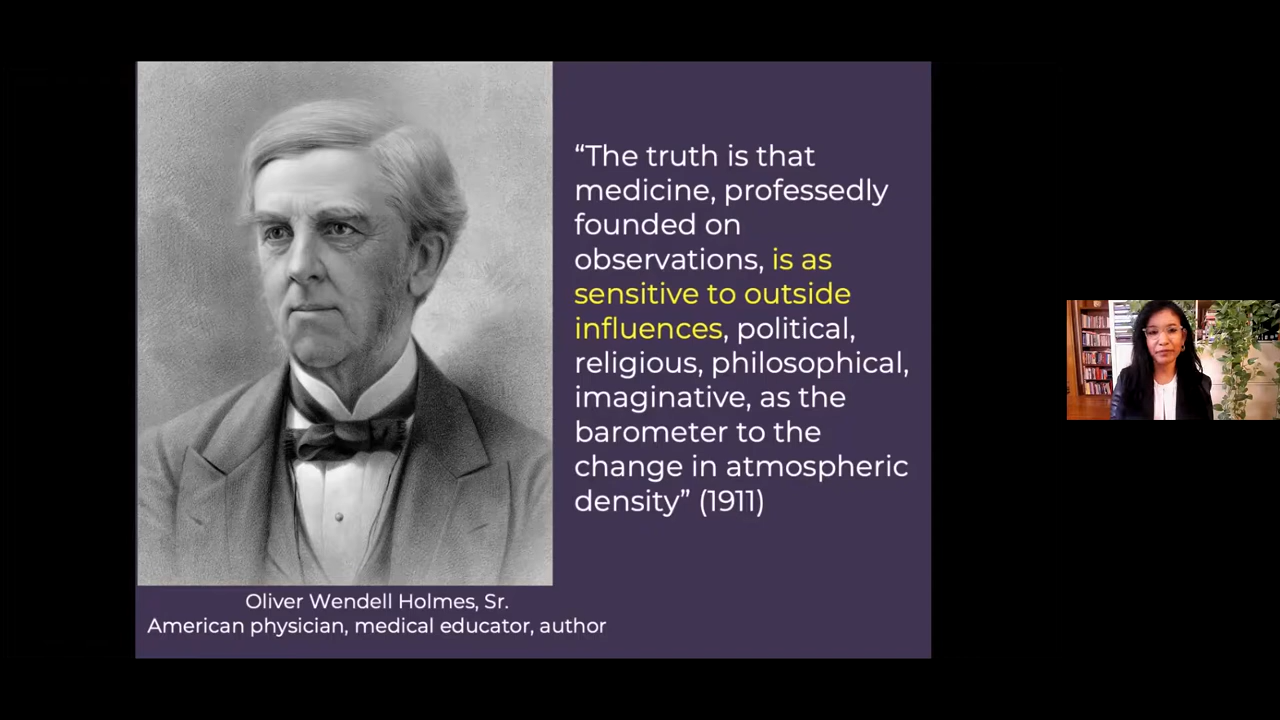 “The truth is that
medicine, professedly
founded on
observations, is as
sensitive to outside
influences, political,
religious, philosophical,
imaginative, as the
barometer to the
change in atmospheric
density” (1911)
Oliver Wendell Holmes, Sr.
American physician, medical educator, author